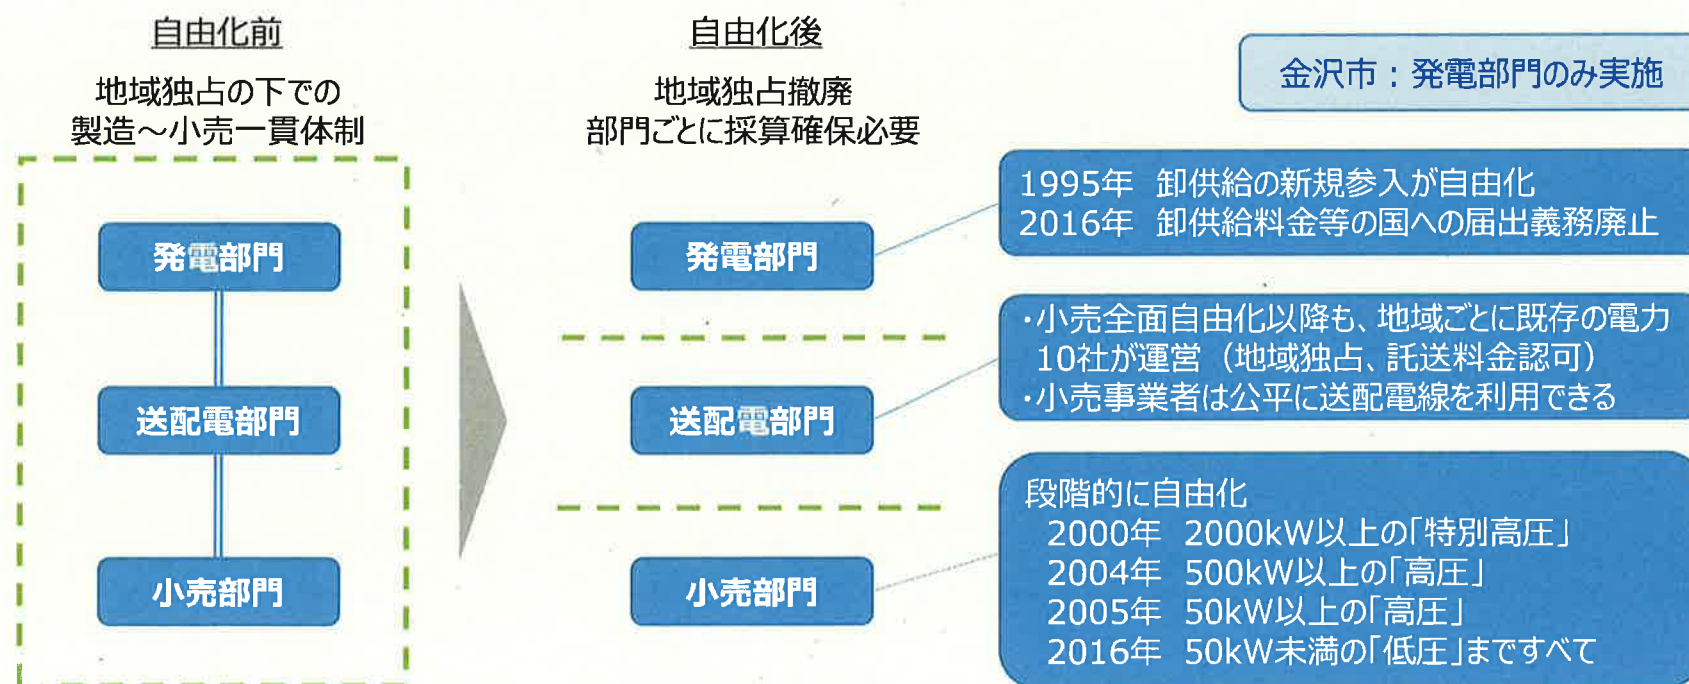 自由化前
地域独占の下での
製造～小売一貫体制
発電部門
送配電部門
小売部門
自由化後
地域独占撤廃
部門ごとに採算確保必要
発電部門
送配電部門
小売部門
金沢市：発電部門のみ実施
1995年 卸供給の新規参入が自由化
2016年 卸供給料金等の国への届出義務廃止
・小売全面自由化以降も、地域ごとに既存の電力
10社が運営（地域独占、託送料金認可）
・小売事業者は公平に送配電線を利用できる
段階的に自由化
2000年 2000kW以上の「特別高圧」
2004年 500kW以上の「高圧」
2005年 50kW以上の「高圧」
2016年 50kW未満の「低圧」まですべて